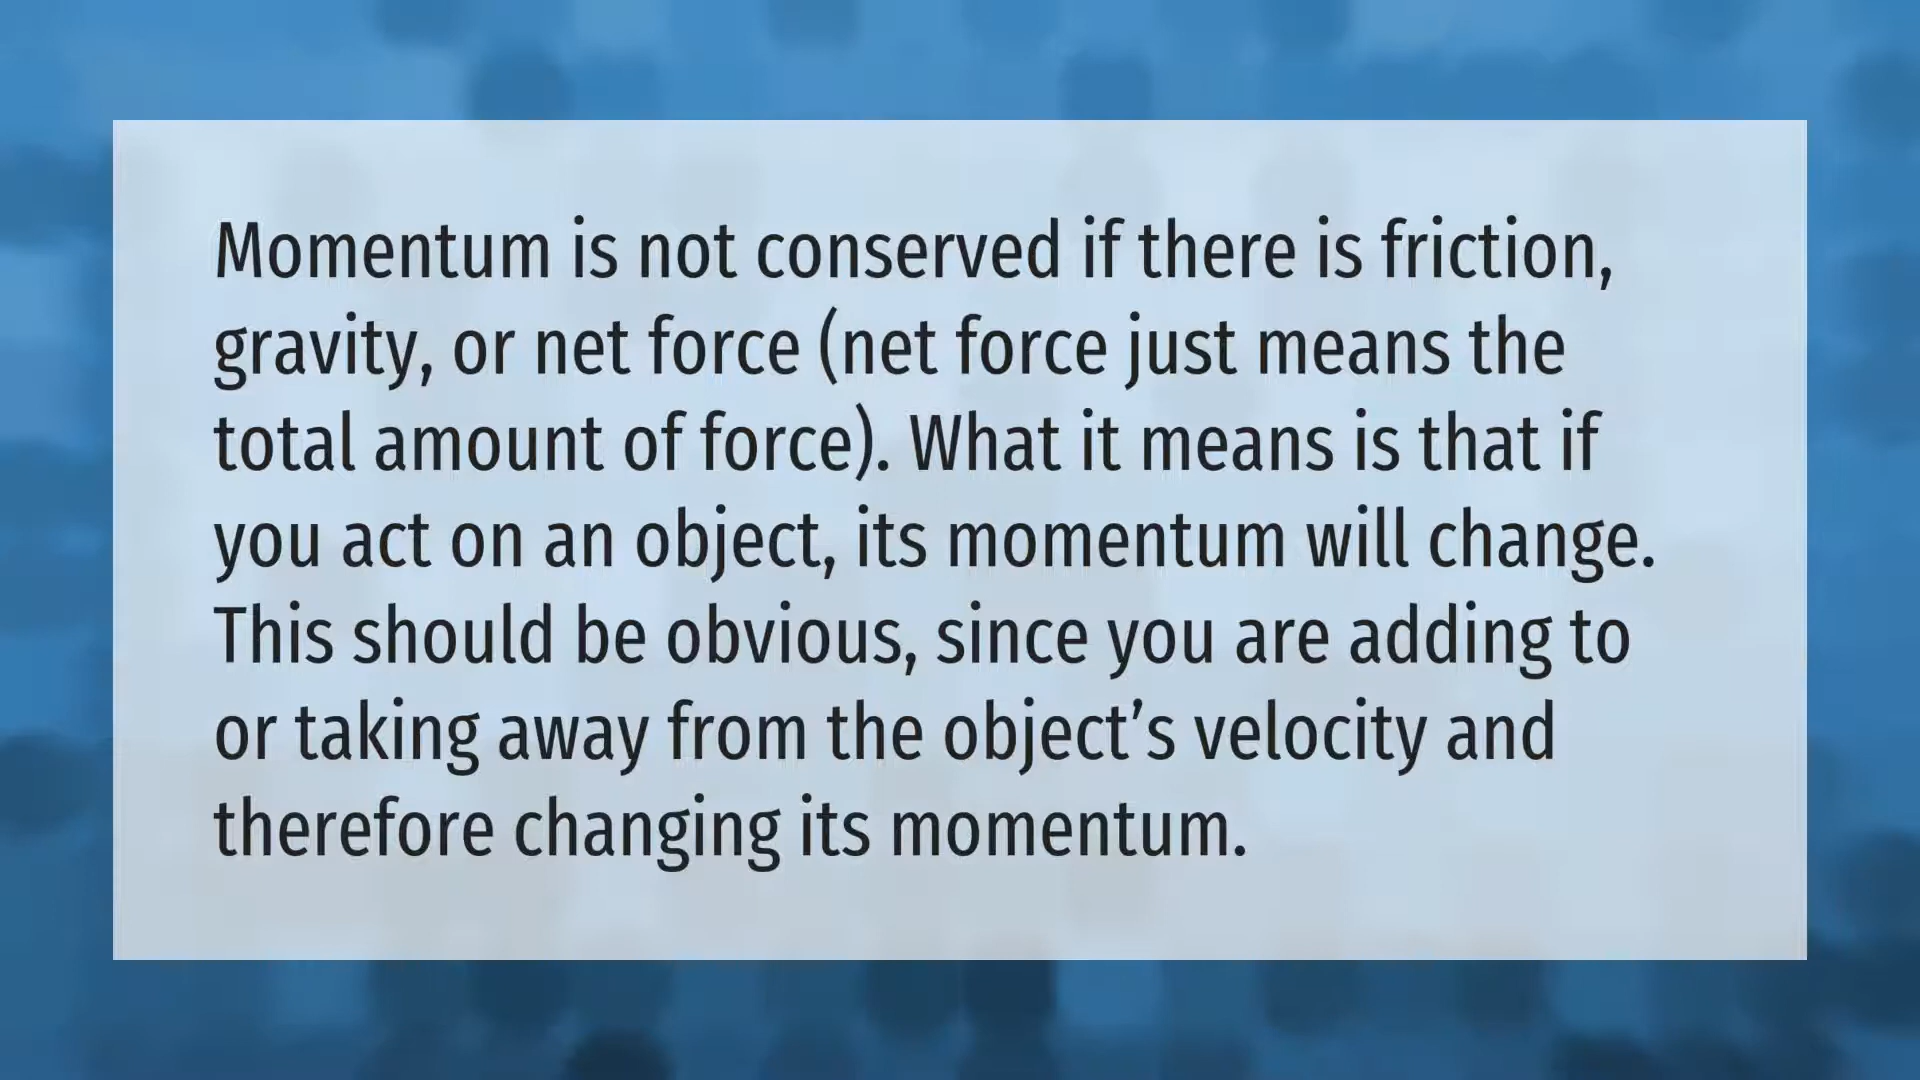 Momentum is not conserved if there is friction,
gravity, or net force (net force just means the
total amount of force). What it means is that if
you act on an object, its momentum will change.
This should be obvious, since you are adding to
or taking away from the object’s velocity and
therefore changing its momentum.